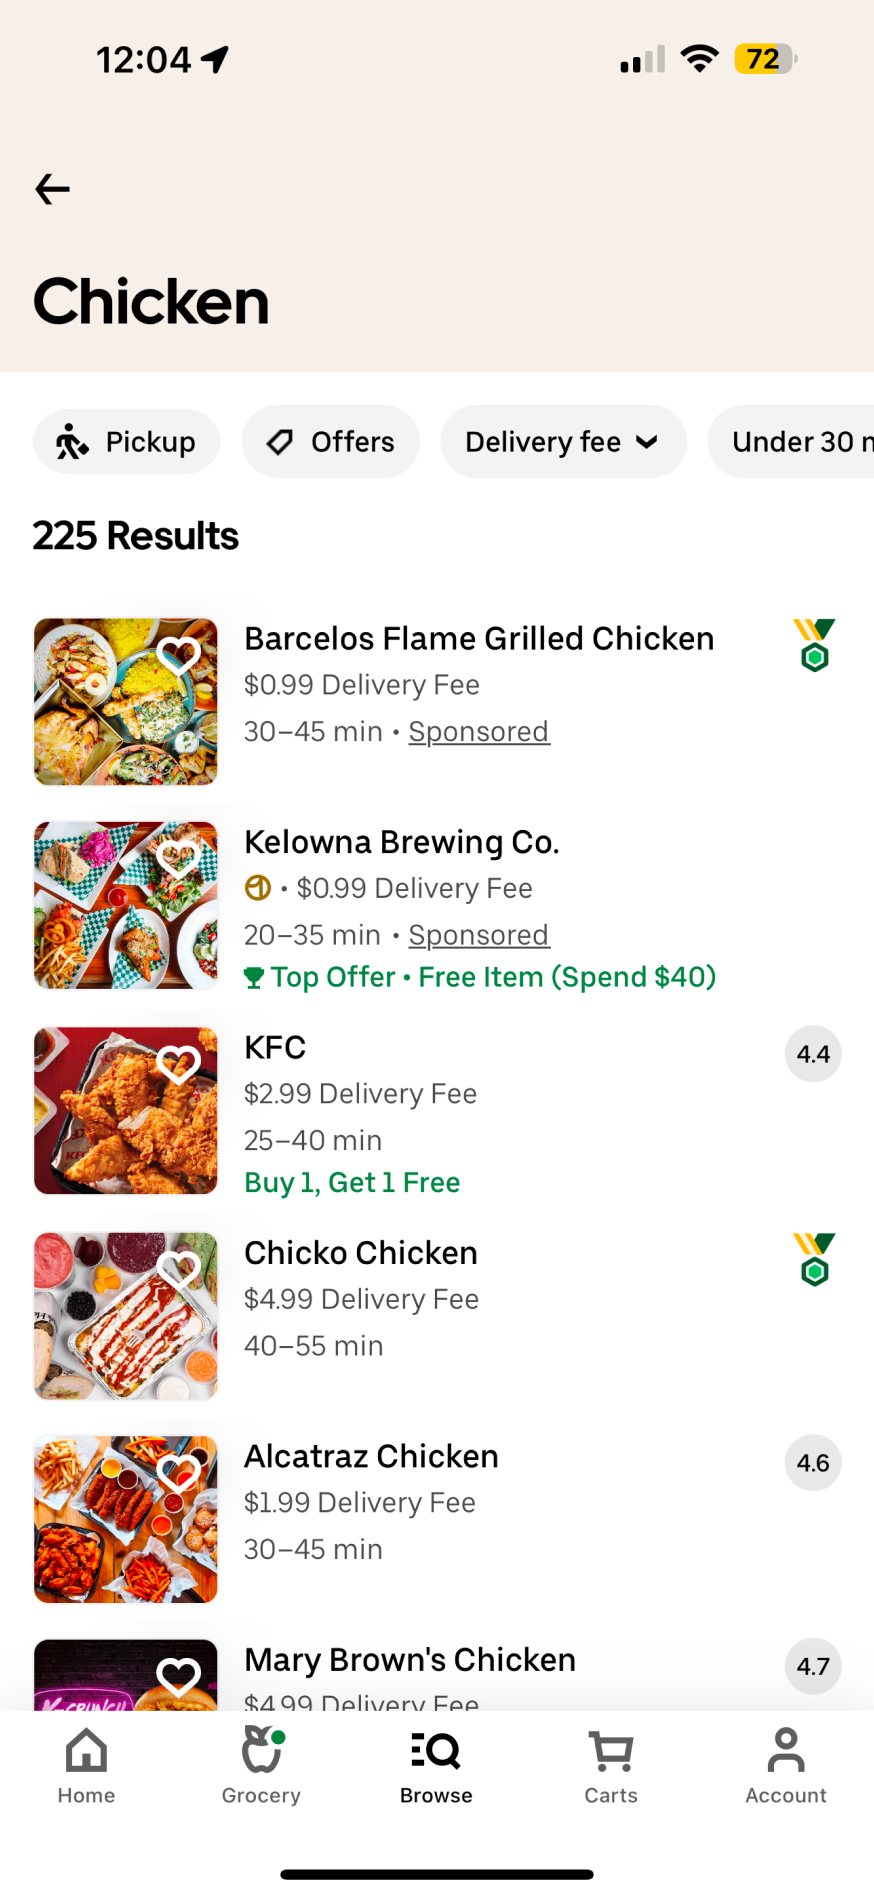 12:04
72
Chicken
Pickup
Offers
Delivery fee
Under 30 m
225 Results
Barcelos Flame Grilled Chicken
$0.99 Delivery Fee
30–45 min • Sponsored
Kelowna Brewing Co.
• $0.99 Delivery Fee
20–35 min • Sponsored
Top Offer • Free Item (Spend $40)
KFC
4.4
$2.99 Delivery Fee
25–40 min
Buy 1, Get 1 Free
Chicko Chicken
$4.99 Delivery Fee
40–55 min
Alcatraz Chicken
4.6
$1.99 Delivery Fee
30–45 min
Mary Brown's Chicken
4.7
$4.99 Delivery Fee
Home
Grocery
Browse
Carts
Account